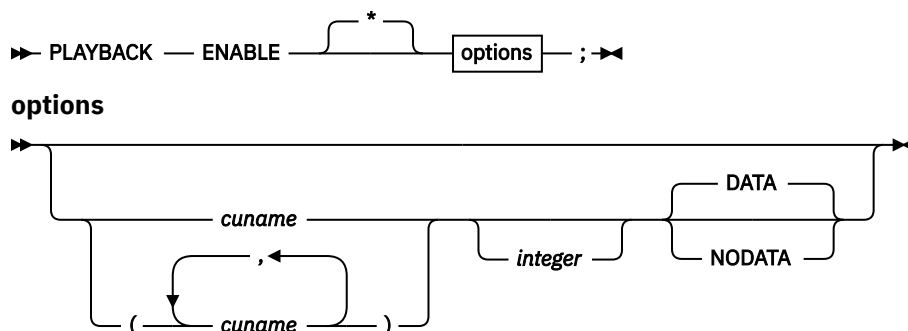 *
PLAYBACK ENABLE options ;
options
DATA
cuname
integer NODATA
,
( cuname )